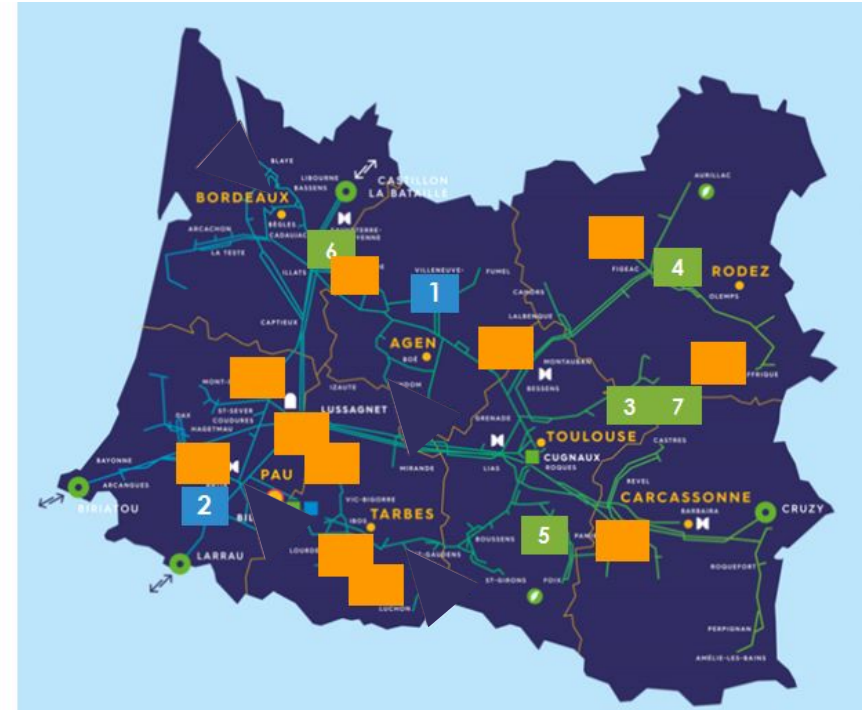 BLAYE
LIBOURNE
BASSENS
CASTILLON
LA BATAILLE
AURILLAC
BORDEAUX
BÈGLES
CADAUJAC
ARCACHON
LA TESTE
6
ILLATS
VILLENEUVE-
FUMEL
1
FIGEAC
4
RODEZ
OLEMPS
CAHORS
LALBENQUE
CAPTIEUX
AGEN
BOÉ
MONTAUBAN
BESSENS
IZAUTE
ST-SEVER
COUDURES
HAGETMAU
DAX
LUSSAGNET
GRENADE
3
7
TOULOUSE
CASTRES
CUGNAUX
ROQUES
MIRANDE
LIAS
BAYONNE
ARCANGUES
PAU
REVEL
VIC-BIGORRE
CARCASSONNE
BARBAIRA
CRUZY
BIRIATOU
2
TARBES
IBOS
5
BOUSSENS
LARRAU
ROQUEFORT
ST-GIRONS
FOIX
LUCHON
PERPIGNAN
AMÉLIE-LES-BAINS